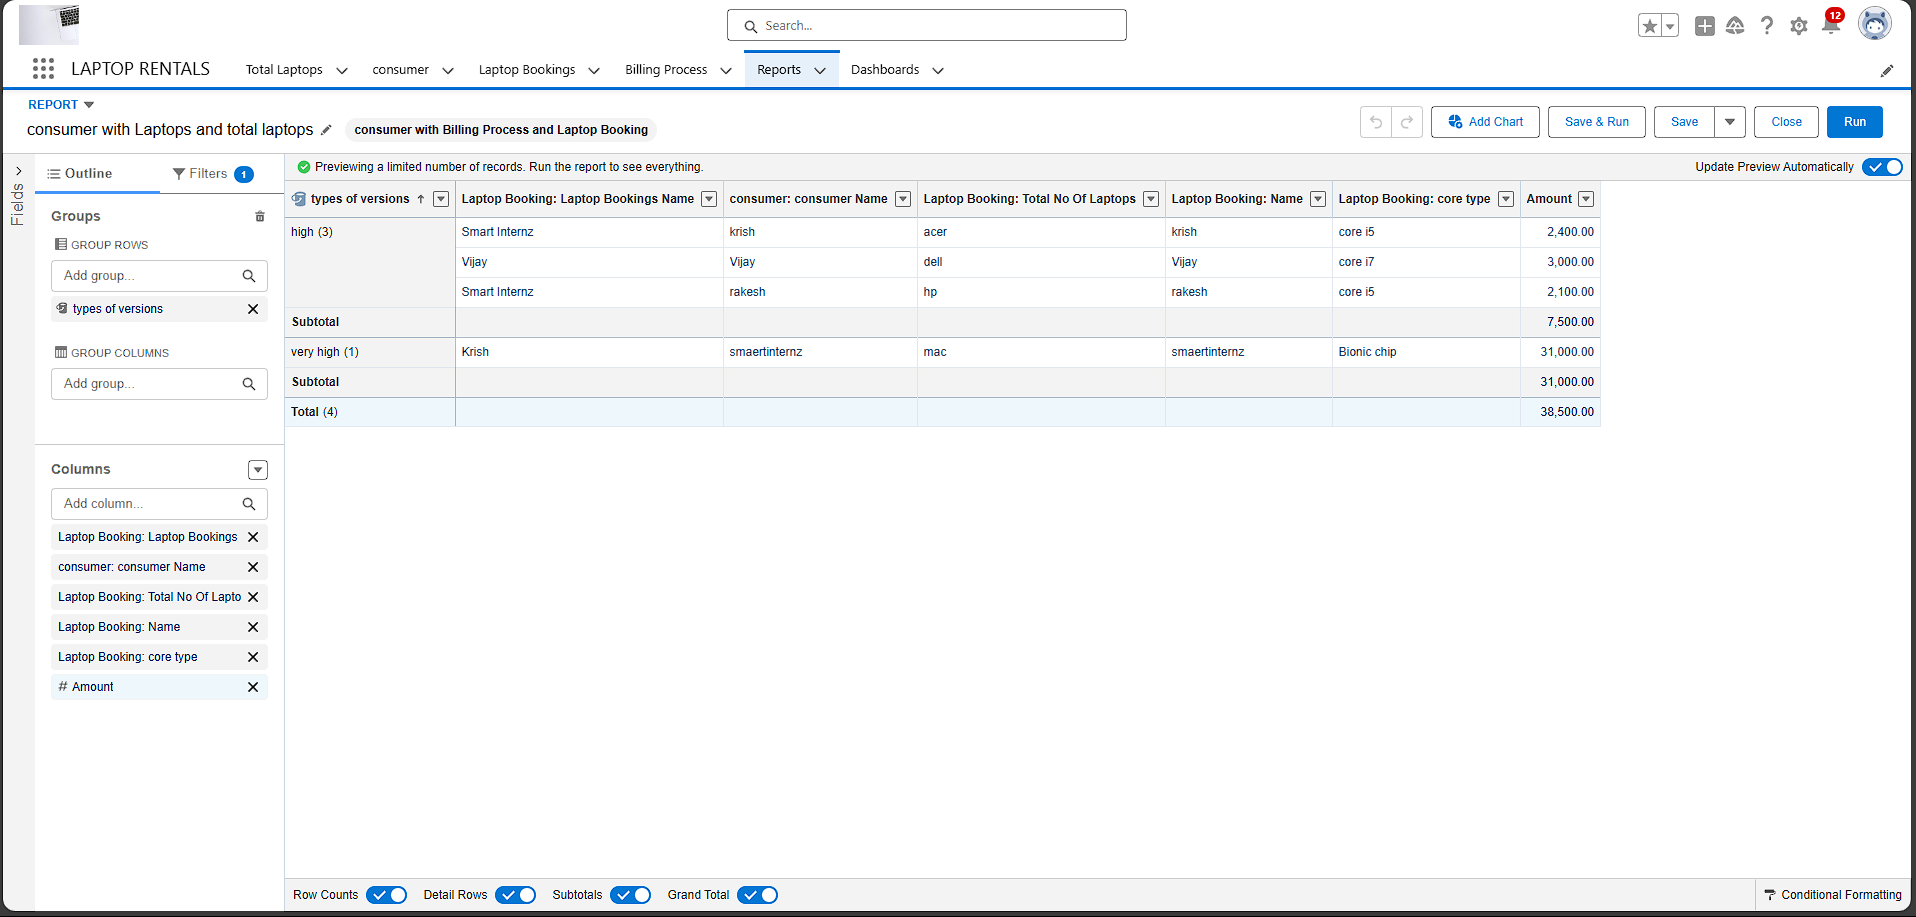 Search...
12
LAPTOP RENTALS Total Laptops consumer Laptop Bookings Billing Process Reports Dashboards
REPORT
consumer with Laptops and total laptops consumer with Billing Process and Laptop Booking
Add Chart Save & Run Save Close Run
Fields
Outline Filters 1
Groups
GROUP ROWS
Add group...
types of versions
GROUP COLUMNS
Add group...
Columns
Add column...
Laptop Booking: Laptop Bookings
consumer: consumer Name
Laptop Booking: Total No Of Lapto
Laptop Booking: Name
Laptop Booking: core type
# Amount
Previewing a limited number of records. Run the report to see everything. Update Preview Automatically
types of versions ↑ Laptop Booking: Laptop Bookings Name consumer: consumer Name Laptop Booking: Total No Of Laptops Laptop Booking: Name Laptop Booking: core type Amount
high (3) Smart Internz krish acer krish core i5 2,400.00
Vijay Vijay dell Vijay core i7 3,000.00
Smart Internz rakesh hp rakesh core i5 2,100.00
Subtotal 7,500.00
very high (1) Krish smaertinternz mac smaertinternz Bionic chip 31,000.00
Subtotal 31,000.00
Total (4) 38,500.00
Row Counts Detail Rows Subtotals Grand Total Conditional Formatting